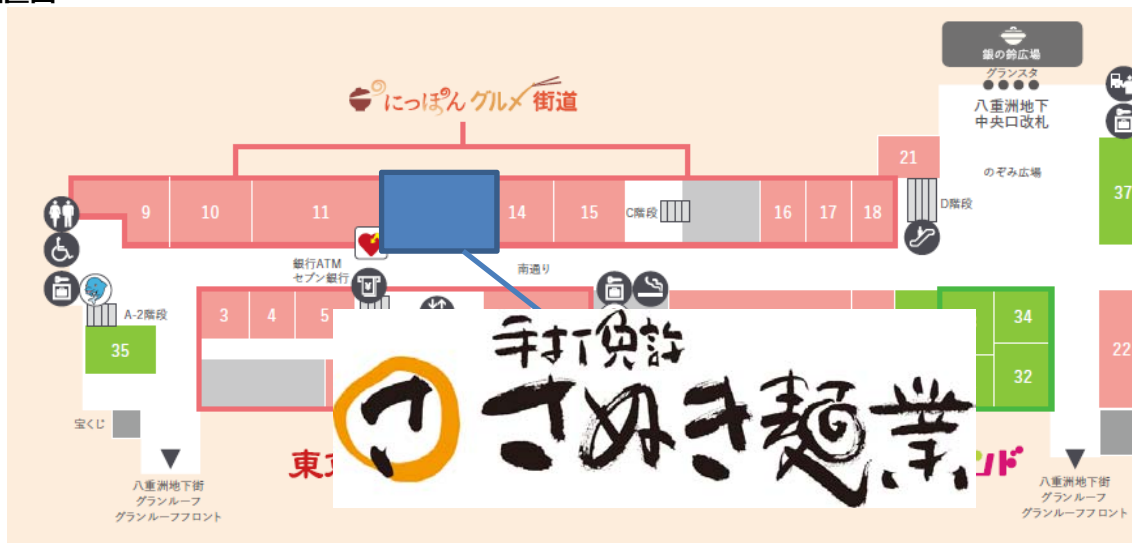 銀の鈴広場
グランスタ
八重洲地下
中央口改札
のぞみ広場
にっぽんグルメ街道
21
37
9
10
11
14
15
C階段
16
17
18
D階段
銀行ATM
セブン銀行
南通り
A-2階段
3
4
5
34
22
35
32
手打免許
さ
さぬき麺業
宝くじ
東
ンド
八重洲地下街
グランルーフ
グランルーフフロント
八重洲地下街
グランルーフ
グランルーフフロント